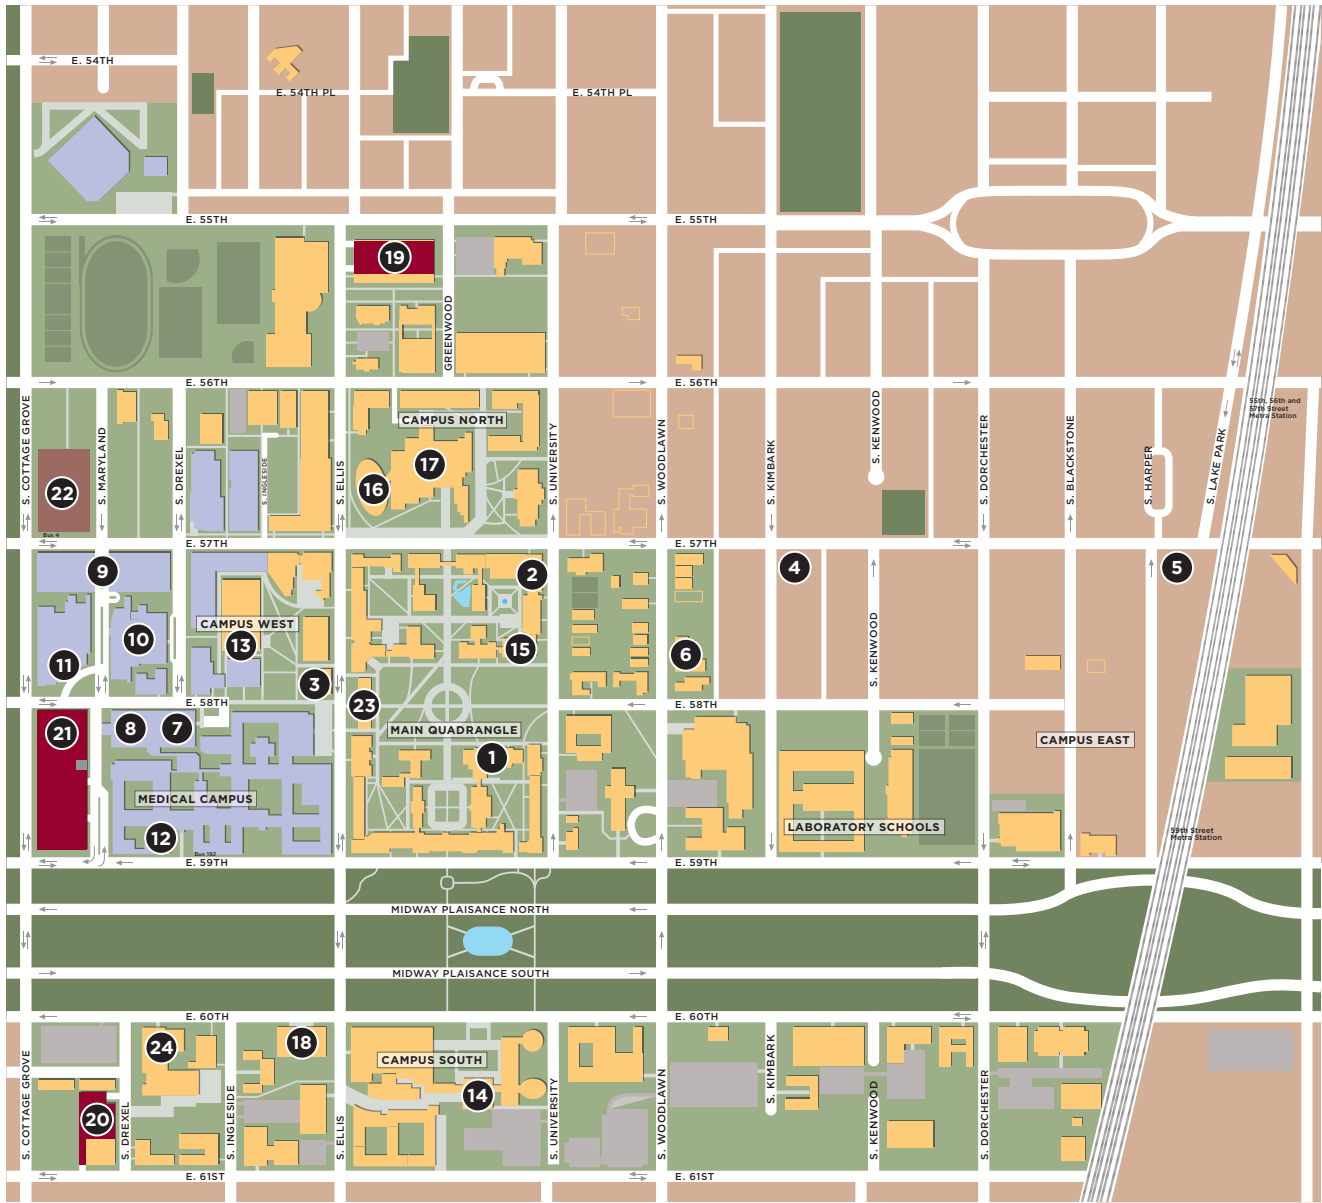 E. 54TH
E. 54TH PL
E. 54TH PL
E. 55TH
E. 55TH
19
GREENWOOD
E. 56TH
E. 56TH
55th, 56th and
57th Street
Metra Station
S. COTTAGE GROVE
S. MARYLAND
S. DREXEL
S. INGLESIDE
S. ELLIS
CAMPUS NORTH
S. UNIVERSITY
S. WOODLAWN
S. KIMBARK
S. KENWOOD
S. DORCHESTER
S. BLACKSTONE
S. HARPER
S. LAKE PARK
17
16
22
Bus 4
E. 57TH
E. 57TH
9
2
4
5
CAMPUS WEST
10
13
15
11
6
S. KENWOOD
3
E. 58TH
23
E. 58TH
21
8
7
MAIN QUADRANGLE
CAMPUS EAST
1
MEDICAL CAMPUS
12
LABORATORY SCHOOLS
59th Street
Metra Station
Bus 192
E. 59TH
E. 59TH
MIDWAY PLAISANCE NORTH
MIDWAY PLAISANCE SOUTH
E. 60TH
E. 60TH
24
18
CAMPUS SOUTH
14
20
S. COTTAGE GROVE
S. DREXEL
S. INGLESIDE
S. ELLIS
S. UNIVERSITY
S. WOODLAWN
S. KIMBARK
S. KENWOOD
S. DORCHESTER
E. 61ST
E. 61ST